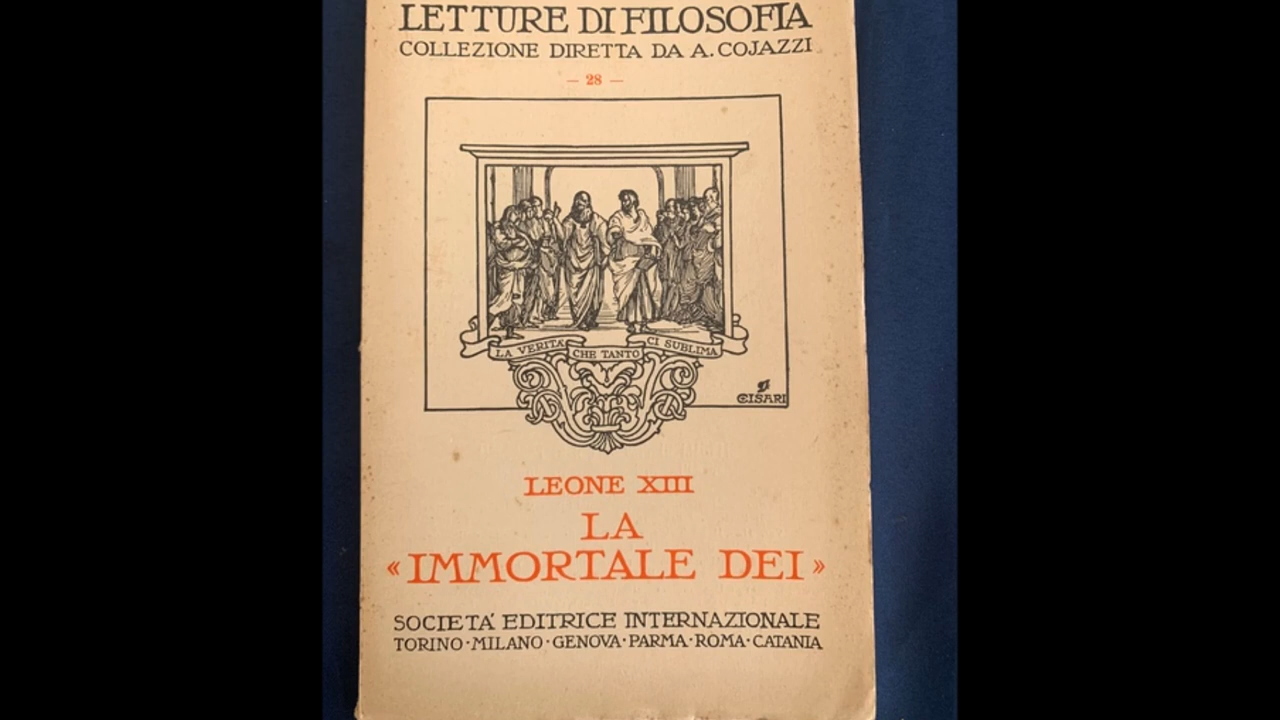 LETTURE DI FILOSOFIA
COLLEZIONE DIRETTA DA A. COJAZZI
— 28 —
LA VERITÀ CHE TANTO CI SUBLIMA
CISARI
LEONE XIII
LA
« IMMORTALE DEI »
SOCIETÀ EDITRICE INTERNAZIONALE
TORINO · MILANO · GENOVA · PARMA · ROMA · CATANIA